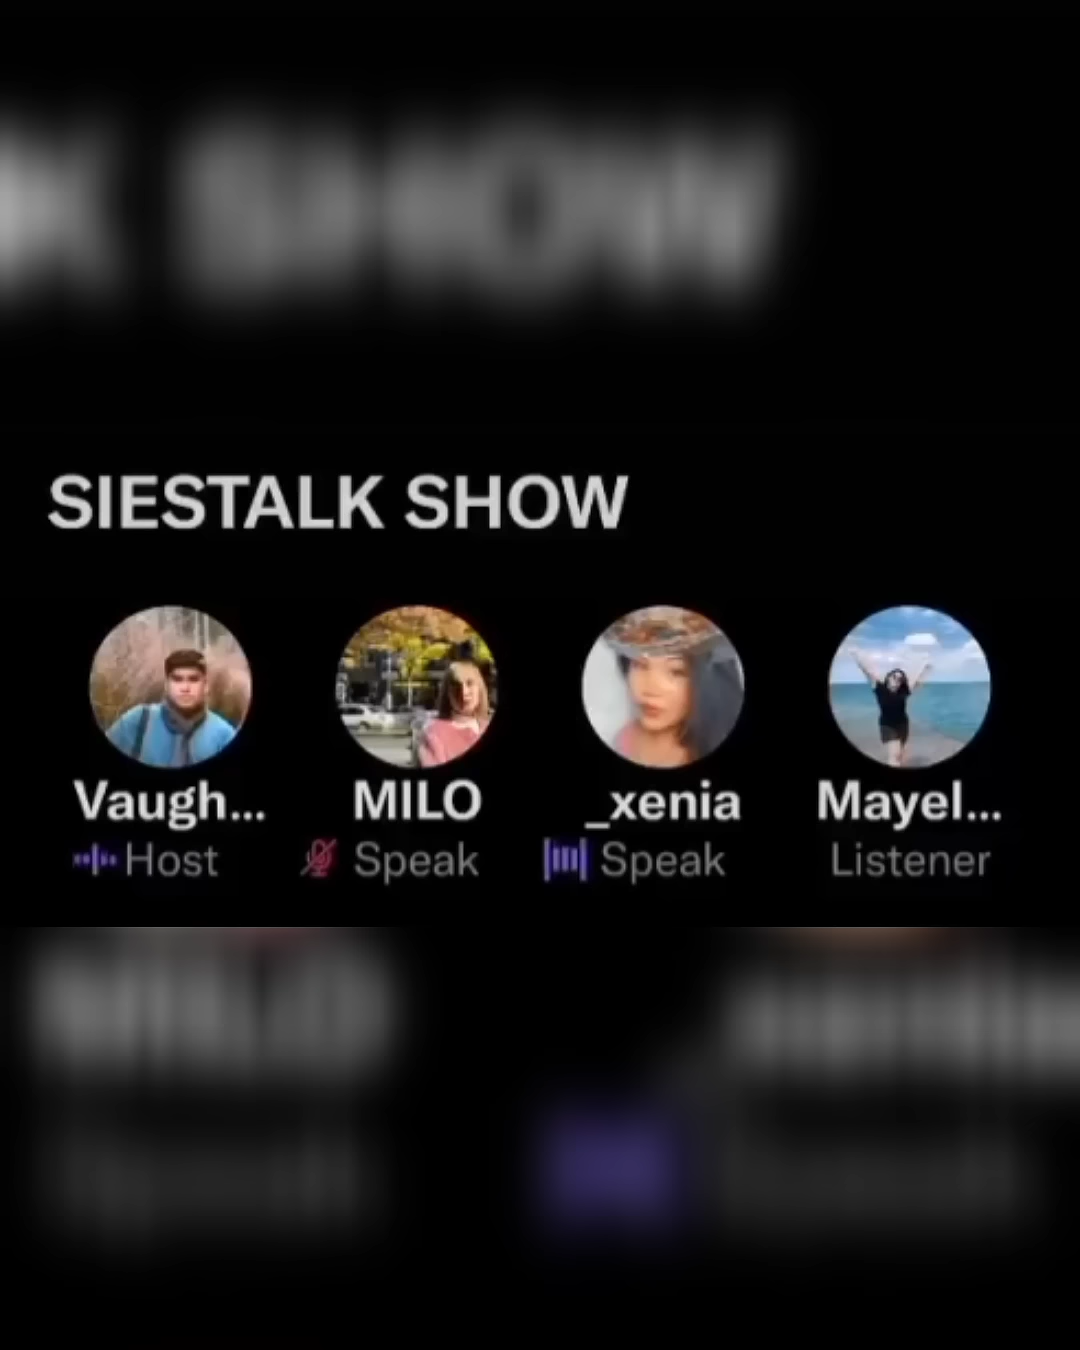 SIESTALK SHOW
Vaugh... MILO _xenia Mayel...
Host Speak Speak Listener